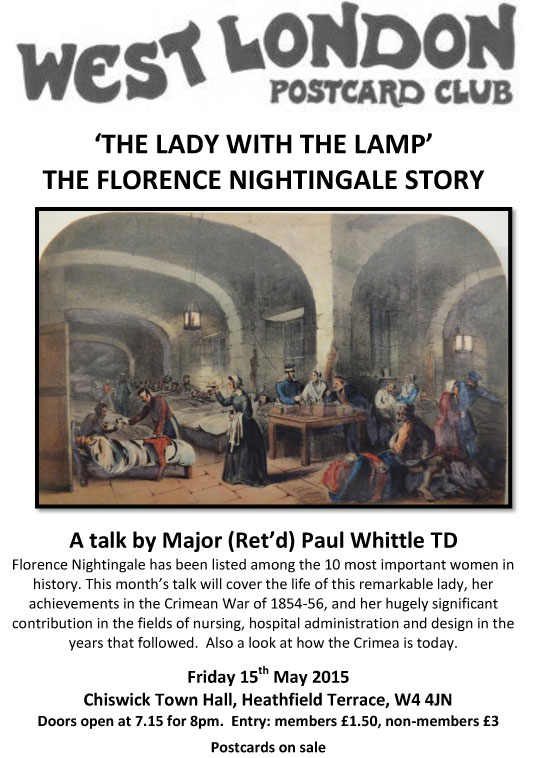 WEST LONDON
POSTCARD CLUB
‘THE LADY WITH THE LAMP’
THE FLORENCE NIGHTINGALE STORY
A talk by Major (Ret’d) Paul Whittle TD
Florence Nightingale has been listed among the 10 most important women in
history. This month’s talk will cover the life of this remarkable lady, her
achievements in the Crimean War of 1854-56, and her hugely significant
contribution in the fields of nursing, hospital administration and design in the
years that followed.  Also a look at how the Crimea is today.
Friday 15th May 2015
Chiswick Town Hall, Heathfield Terrace, W4 4JN
Doors open at 7.15 for 8pm.  Entry: members £1.50, non-members £3
Postcards on sale